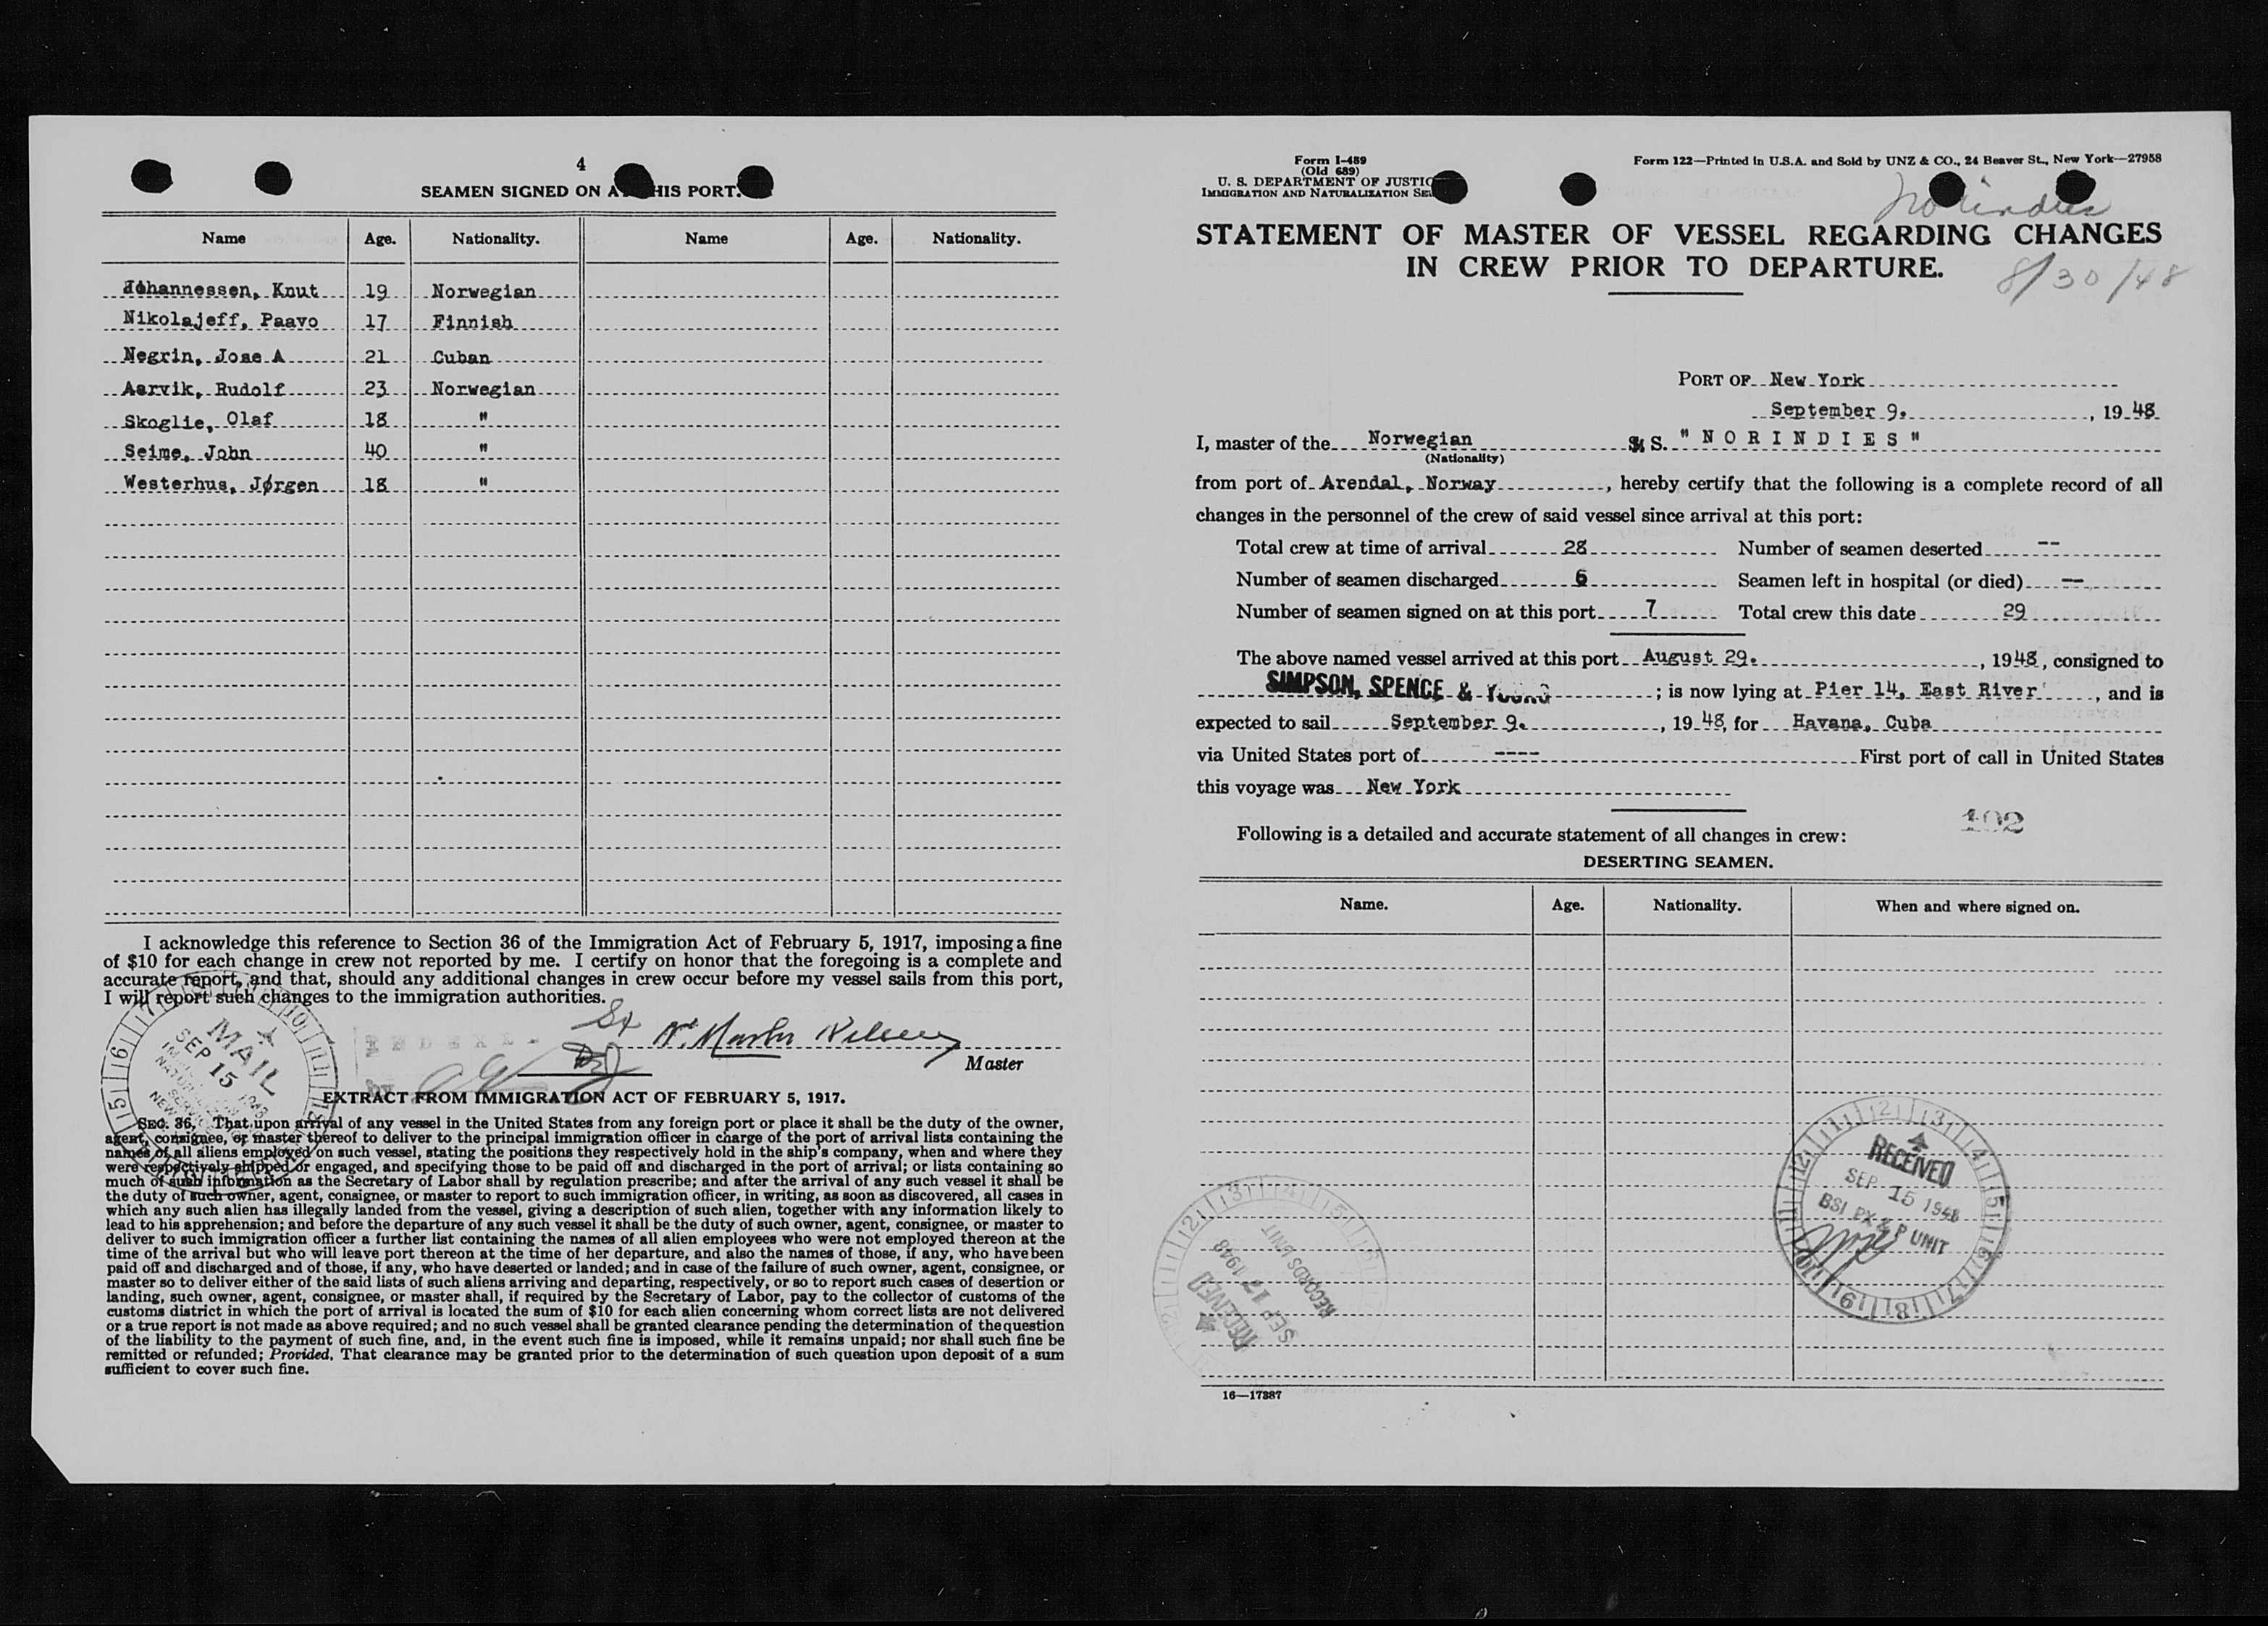 4
SEAMEN SIGNED ON A HIS PORT.
Name Age. Nationality. Name Age. Nationality.
Johannessen, Knut 19 Norwegian
Nikolajeff, Paavo 17 Finnish
Negrin, Jose A 21 Cuban
Aarvik, Rudolf 23 Norwegian
Skoglie, Olaf 18 "
Seime, John 40 "
Westerhus, Jørgen 18 "
I acknowledge this reference to Section 36 of the Immigration Act of February 5, 1917, imposing a fine
of $10 for each change in crew not reported by me. I certify on honor that the foregoing is a complete and
accurate report, and that, should any additional changes in crew occur before my vessel sails from this port,
I will report such changes to the immigration authorities.
Master
MAIL
SEP 15
1948
EXTRACT FROM IMMIGRATION ACT OF FEBRUARY 5, 1917.
SEC. 36. That upon arrival of any vessel in the United States from any foreign port or place it shall be the duty of the owner,
agent, consignee, or master thereof to deliver to the principal immigration officer in charge of the port of arrival lists containing the
names of all aliens employed on such vessel, stating the positions they respectively hold in the ship's company, when and where they
were respectively shipped or engaged, and specifying those to be paid off and discharged in the port of arrival; or lists containing so
much of such information as the Secretary of Labor shall by regulation prescribe; and after the arrival of any such vessel it shall be
the duty of such owner, agent, consignee, or master to report to such immigration officer, in writing, as soon as discovered, all cases in
which any such alien has illegally landed from the vessel, giving a description of such alien, together with any information likely to
lead to his apprehension; and before the departure of any such vessel it shall be the duty of such owner, agent, consignee, or master to
deliver to such immigration officer a further list containing the names of all alien employees who were not employed thereon at the
time of the arrival but who will leave port thereon at the time of her departure, and also the names of those, if any, who have been
paid off and discharged and of those, if any, who have deserted or landed; and in case of the failure of such owner, agent, consignee, or
master so to deliver either of the said lists of such aliens arriving and departing, respectively, or so to report such cases of desertion or
landing, such owner, agent, consignee, or master shall, if required by the Secretary of Labor, pay to the collector of customs of the
customs district in which the port of arrival is located the sum of $10 for each alien concerning whom correct lists are not delivered
or a true report is not made as above required; and no such vessel shall be granted clearance pending the determination of the question
of the liability to the payment of such fine, and, in the event such fine is imposed, while it remains unpaid; nor shall such fine be
remitted or refunded; Provided, That clearance may be granted prior to the determination of such question upon deposit of a sum
sufficient to cover such fine.
Form I-489
(Old 689)
U. S. DEPARTMENT OF JUSTIC
IMMIGRATION AND NATURALIZATION SE
Form 122—Printed in U.S.A. and Sold by UNZ & CO., 24 Beaver St., New York—27958
Norindies
STATEMENT OF MASTER OF VESSEL REGARDING CHANGES
IN CREW PRIOR TO DEPARTURE.
8/30/48
PORT OF New York
September 9, 1948
I, master of the Norwegian M S. "NORINDIES"
(Nationality)
from port of Arendal, Norway, hereby certify that the following is a complete record of all
changes in the personnel of the crew of said vessel since arrival at this port:
Total crew at time of arrival 28 Number of seamen deserted --
Number of seamen discharged 6 Seamen left in hospital (or died) --
Number of seamen signed on at this port 7 Total crew this date 29
The above named vessel arrived at this port August 29, 1948, consigned to
SIMPSON, SPENCE & YOUNG; is now lying at Pier 14, East River, and is
expected to sail September 9, 1948, for Havana, Cuba
via United States port of ---- First port of call in United States
this voyage was New York
102
Following is a detailed and accurate statement of all changes in crew:
DESERTING SEAMEN.
Name. Age. Nationality. When and where signed on.
RECEIVED
SEP 15 1948
BSI PX & P UNIT
RECEIVED
SEP 17 1948
RECORDS UNIT
16—17387